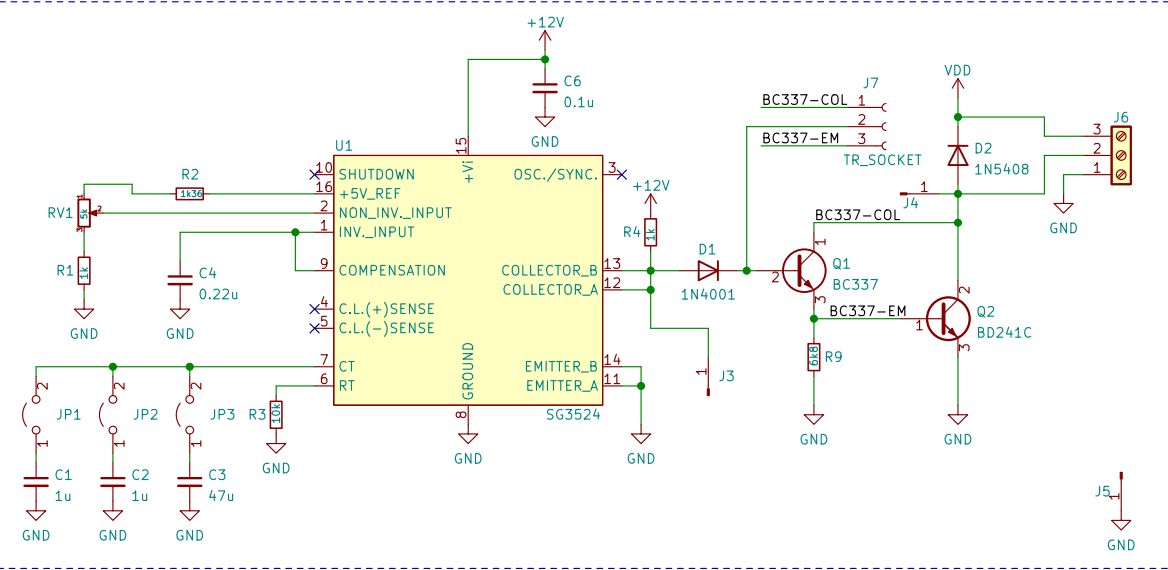 +12V
C6
0.1u
GND
VDD
J7
BC337-COL 1
2
BC337-EM 3
TR_SOCKET
J6
3
2
1
GND
D2
1N5408
1
J4
U1
15
+Vi
10 SHUTDOWN
16 +5V_REF
2 NON_INV._INPUT
1 INV._INPUT
9 COMPENSATION
4 C.L.(+)SENSE
5 C.L.(-)SENSE
7 CT
6 RT
OSC./SYNC. 3
COLLECTOR_B 13
COLLECTOR_A 12
EMITTER_B 14
EMITTER_A 11
GROUND
8
SG3524
GND
GND
R2
1k36
RV1
5k
1
2
3
R1
1k
GND
C4
0.22u
GND
+12V
R4
1k
D1
1N4001
1
J3
BC337-COL
1
2
3
Q1
BC337
BC337-EM
1
2
3
Q2
BD241C
R9
6k8
GND
GND
2
JP1
1
2
JP2
1
2
JP3
1
R3
10k
GND
C1
1u
GND
C2
1u
GND
C3
47u
GND
J5
1
GND